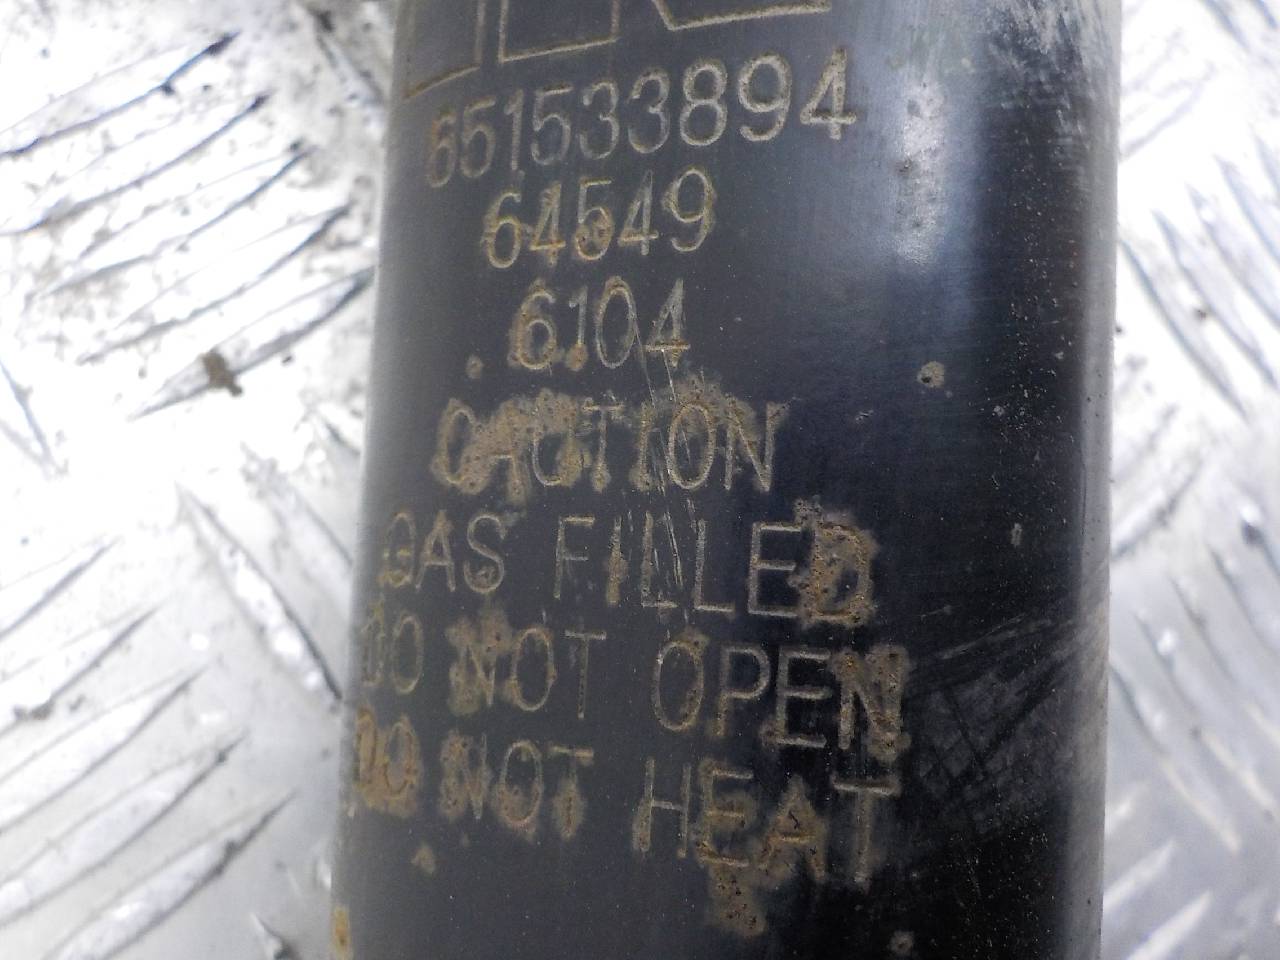 651533894
64549
6104
CAUTION
GAS FILLED
DO NOT OPEN
DO NOT HEAT